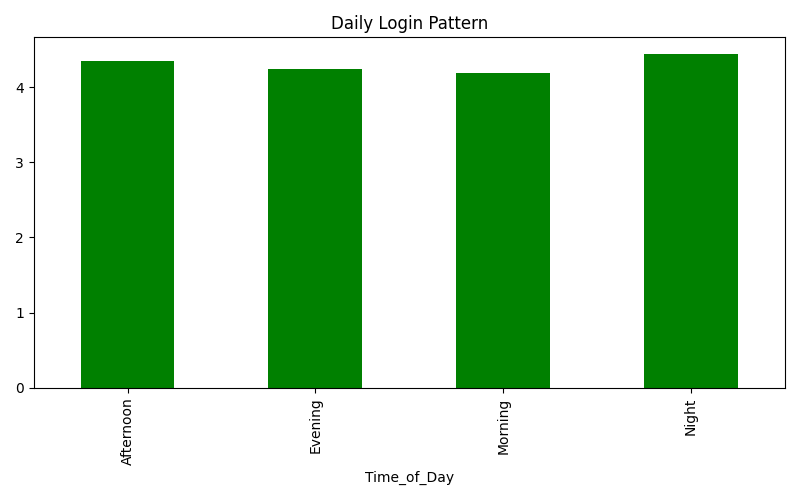 Daily Login Pattern
4
3
2
1
0
Afternoon
Evening
Morning
Night
Time_of_Day